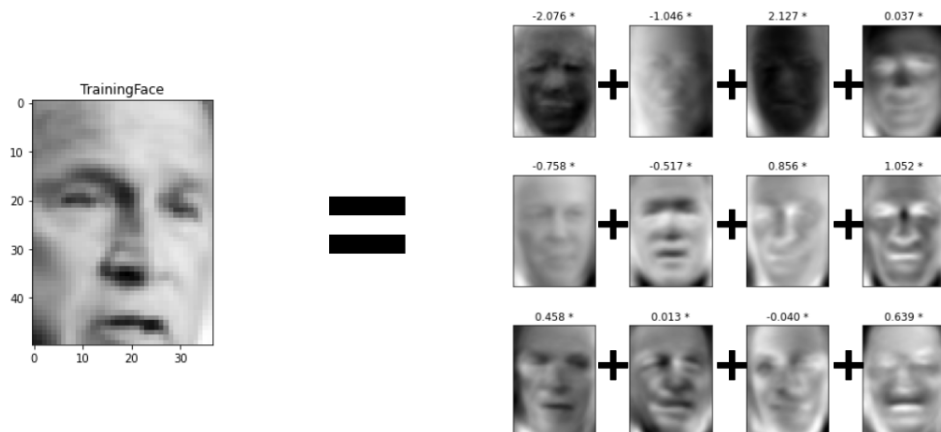 TrainingFace
0
10
20
30
40
0 10 20 30
=
-2.076 * + -1.046 * + 2.127 * + 0.037 *
-0.758 * + -0.517 * + 0.856 * + 1.052 *
0.458 * + 0.013 * + -0.040 * + 0.639 *